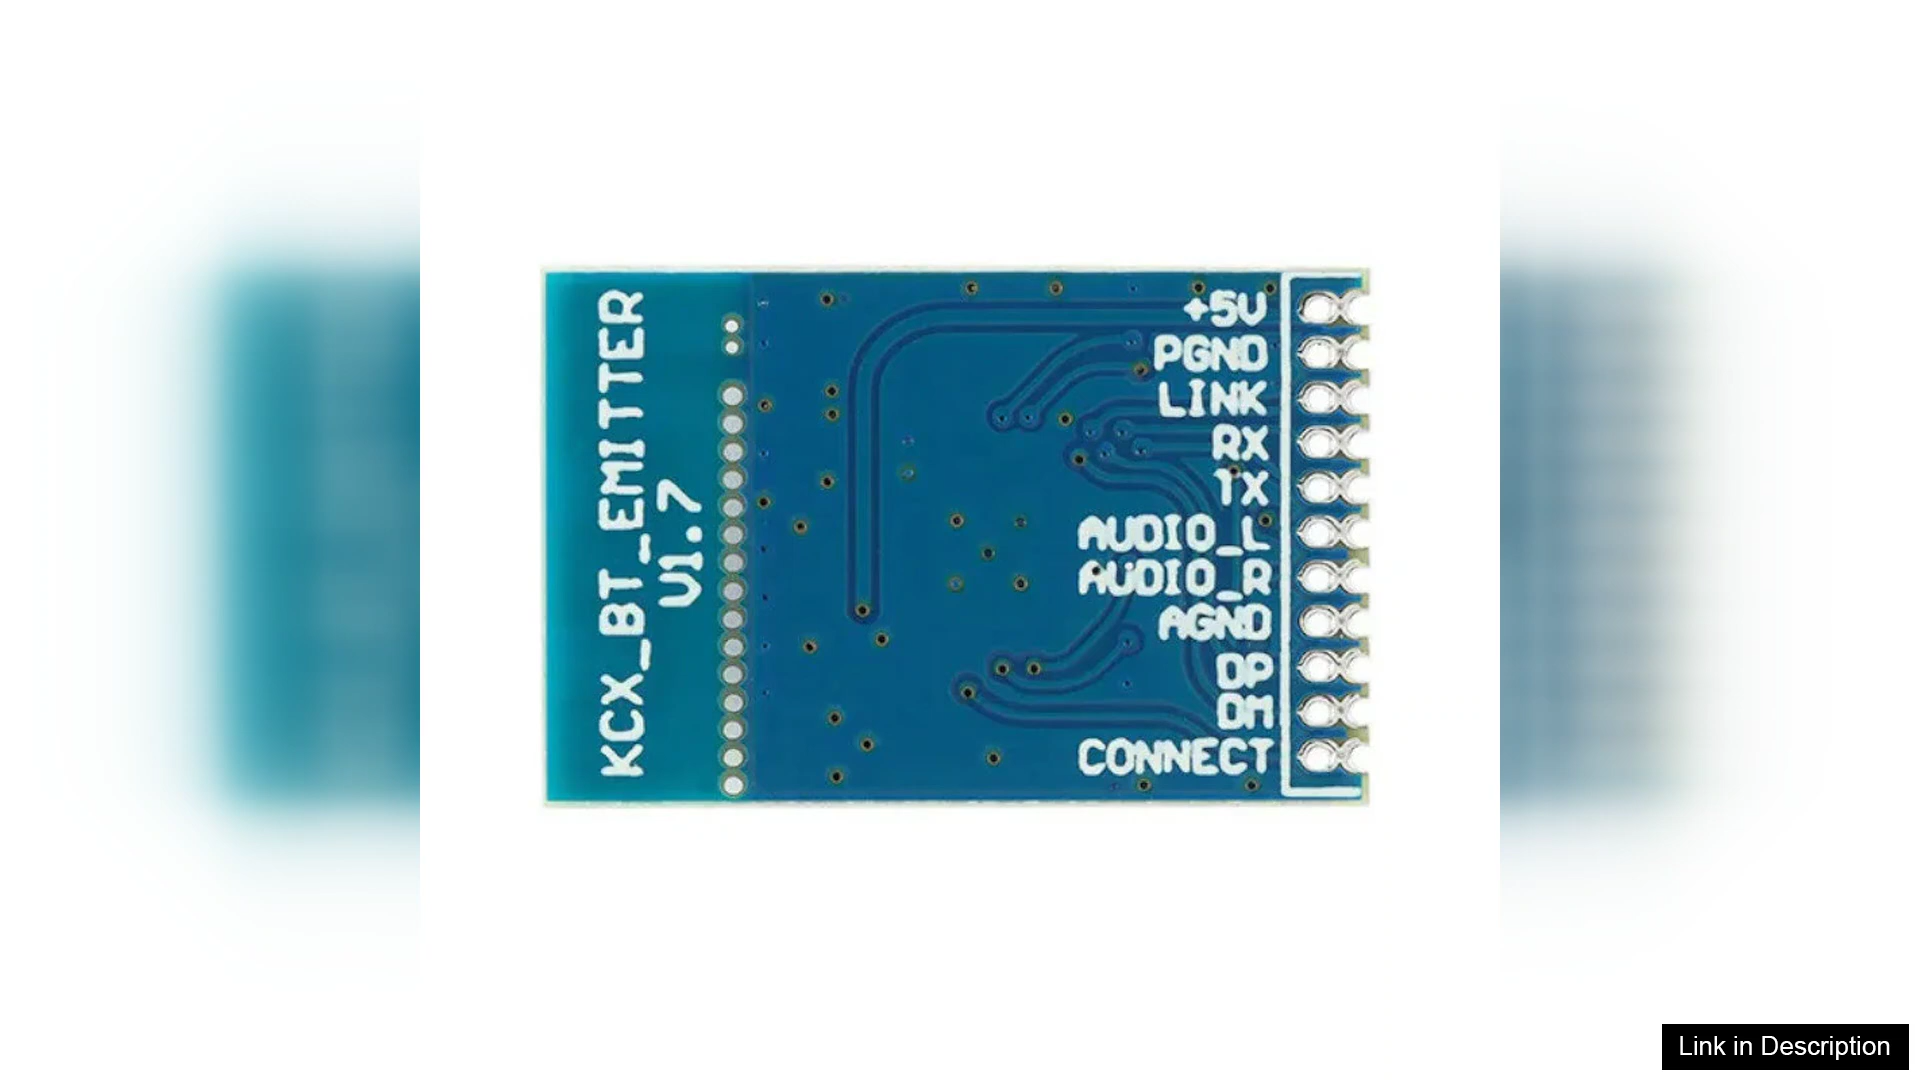 KCX_BT_EMITTER
V1.7
+5V
PGND
LINK
RX
TX
AUDIO_L
AUDIO_R
AGND
DP
DM
CONNECT
Link in Description